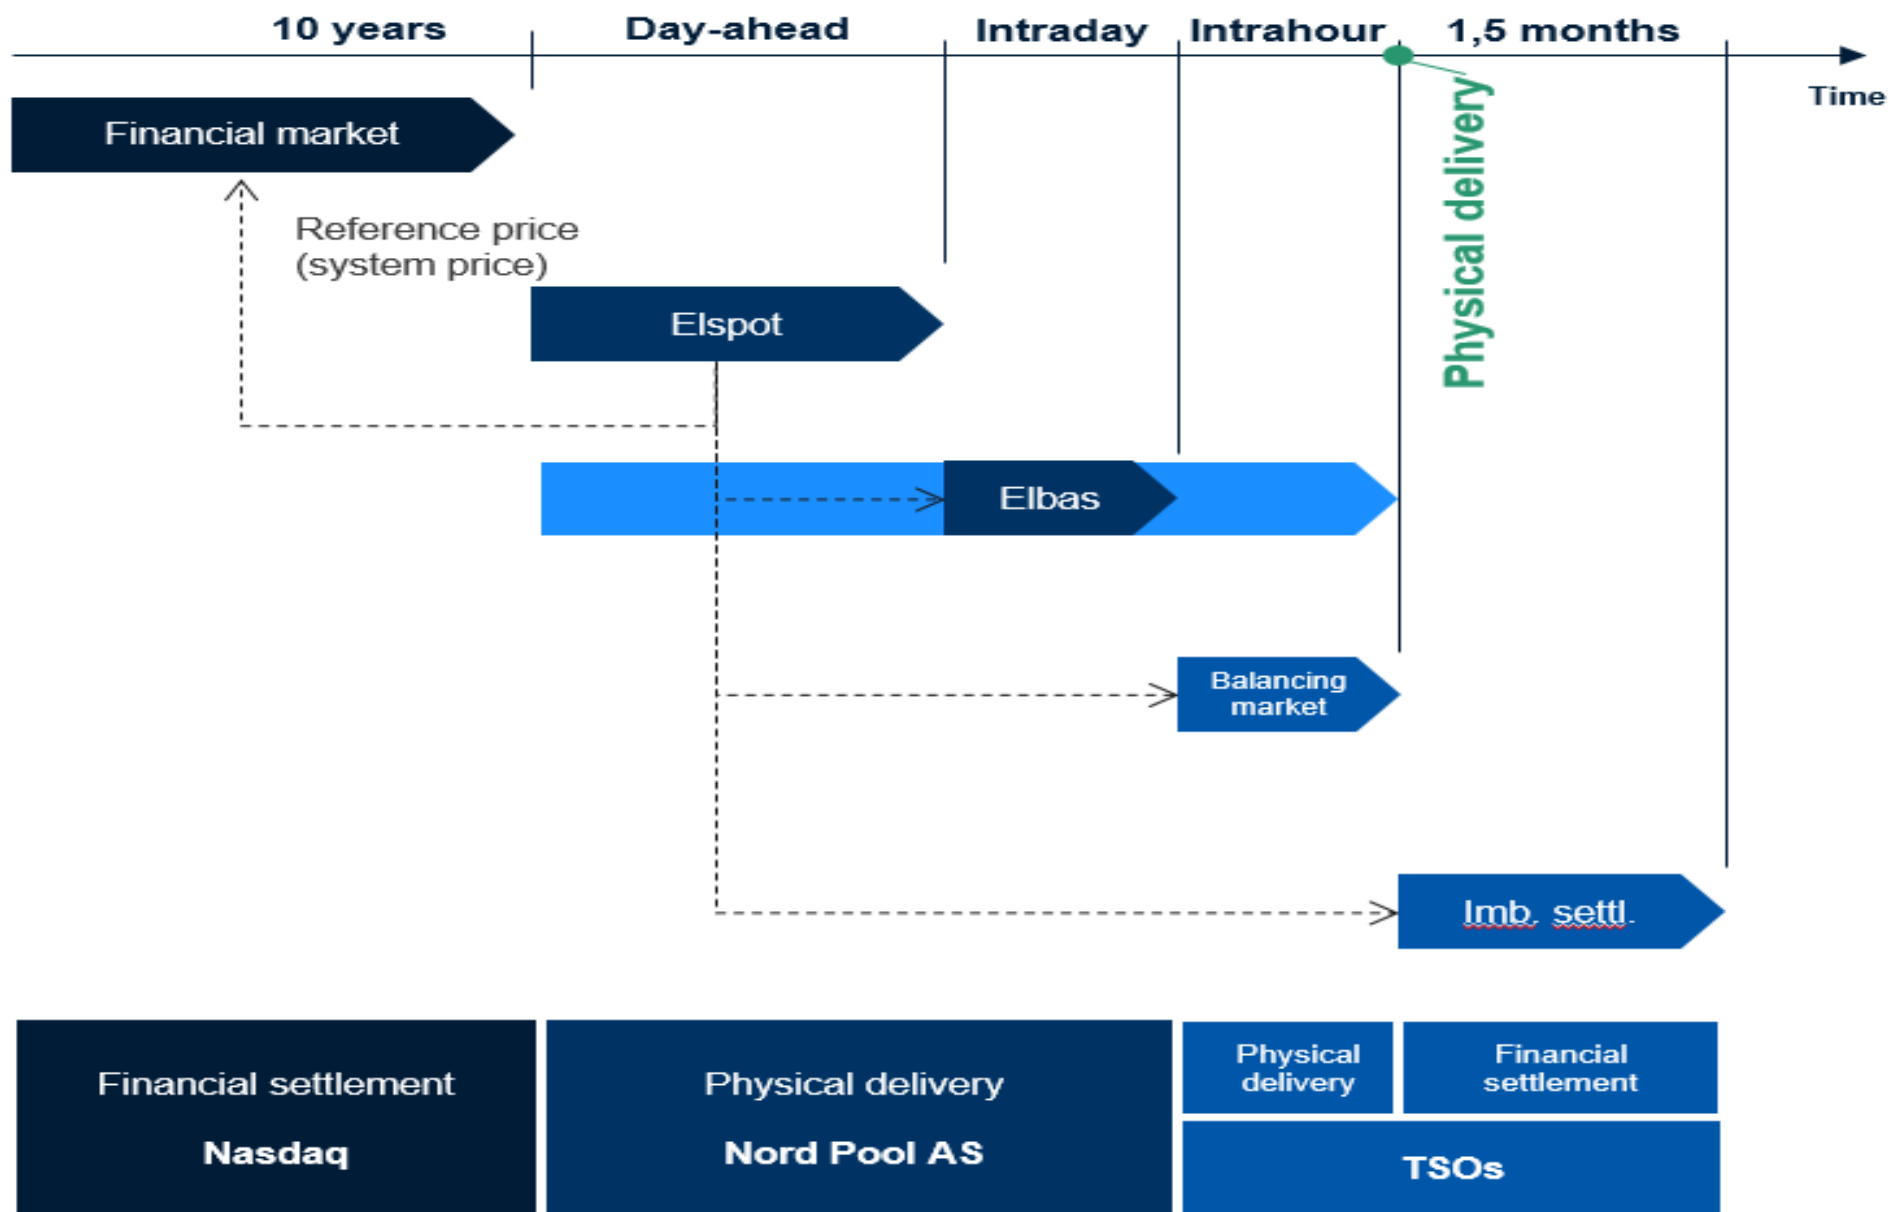 10 years
Day-ahead
Intraday
Intrahour
1,5 months
Time
Physical delivery
Financial market
Reference price
(system price)
Elspot
Elbas
Balancing
market
Imb. settl.
Financial settlement
Nasdaq
Physical delivery
Nord Pool AS
Physical
delivery
Financial
settlement
TSOs